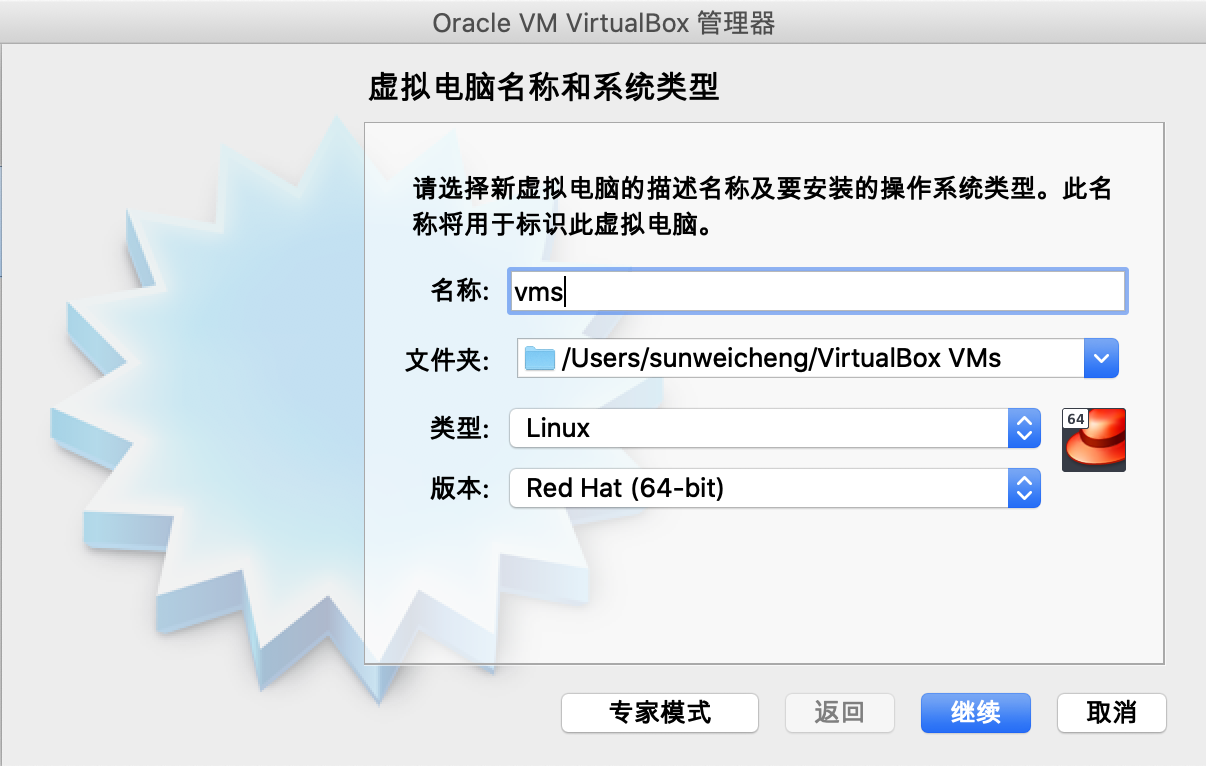 Oracle VM VirtualBox 管理器
虚拟电脑名称和系统类型
请选择新虚拟电脑的描述名称及要安装的操作系统类型。此名
称将用于标识此虚拟电脑。
名称: vms
文件夹: /Users/sunweicheng/VirtualBox VMs
类型: Linux
64
版本: Red Hat (64-bit)
专家模式 返回 继续 取消